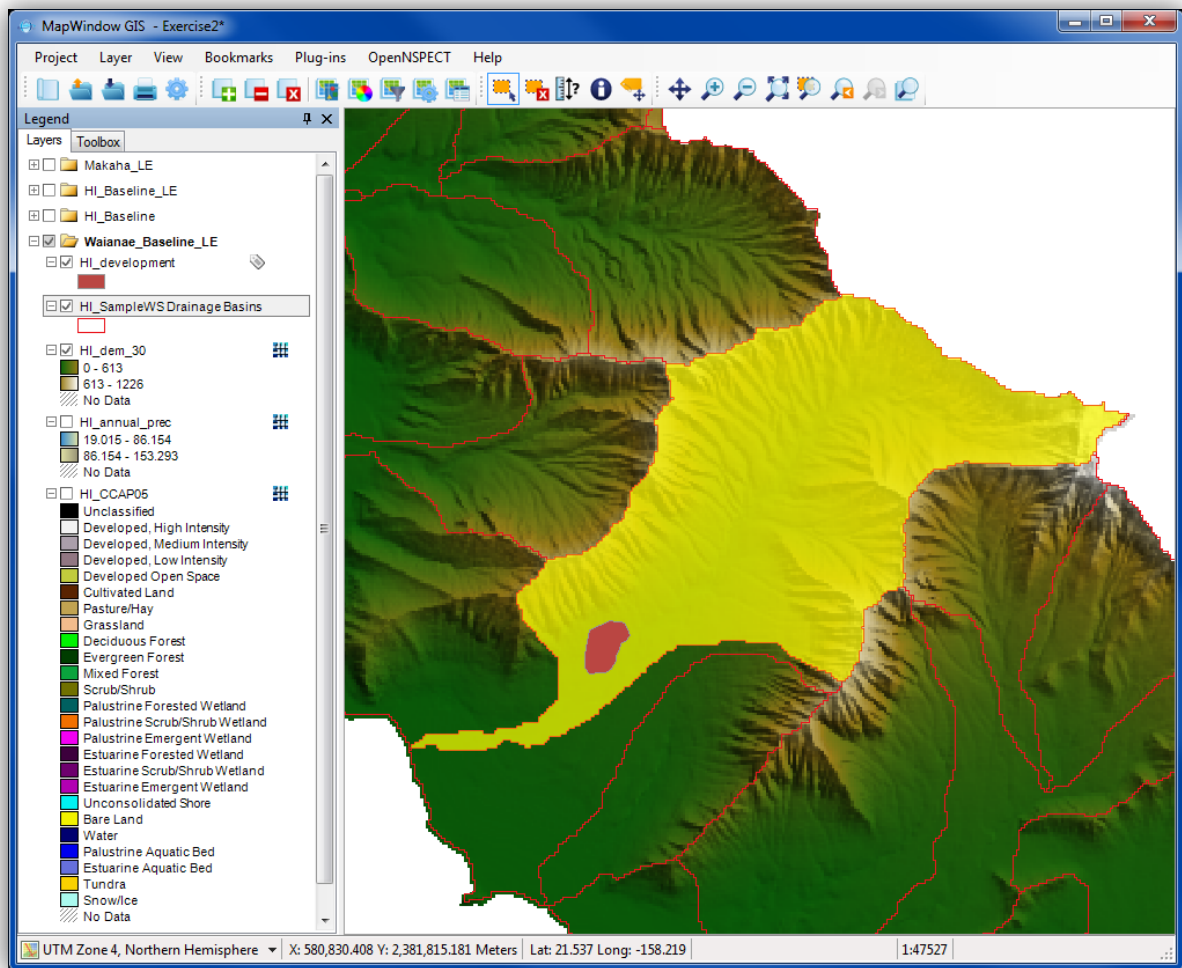 MapWindow GIS - Exercise2*
Project Layer View Bookmarks Plug-ins OpenNSPECT Help
Legend
Layers Toolbox
Makaha_LE
HI_Baseline_LE
HI_Baseline
Waianae_Baseline_LE
HI_development
HI_SampleWS Drainage Basins
HI_dem_30
0 - 613
613 - 1226
No Data
HI_annual_prec
19.015 - 86.154
86.154 - 153.293
No Data
HI_CCAP05
Unclassified
Developed, High Intensity
Developed, Medium Intensity
Developed, Low Intensity
Developed Open Space
Cultivated Land
Pasture/Hay
Grassland
Deciduous Forest
Evergreen Forest
Mixed Forest
Scrub/Shrub
Palustrine Forested Wetland
Palustrine Scrub/Shrub Wetland
Palustrine Emergent Wetland
Estuarine Forested Wetland
Estuarine Scrub/Shrub Wetland
Estuarine Emergent Wetland
Unconsolidated Shore
Bare Land
Water
Palustrine Aquatic Bed
Estuarine Aquatic Bed
Tundra
Snow/Ice
No Data
UTM Zone 4, Northern Hemisphere X: 580,830.408 Y: 2,381,815.181 Meters Lat: 21.537 Long: -158.219 1:47527